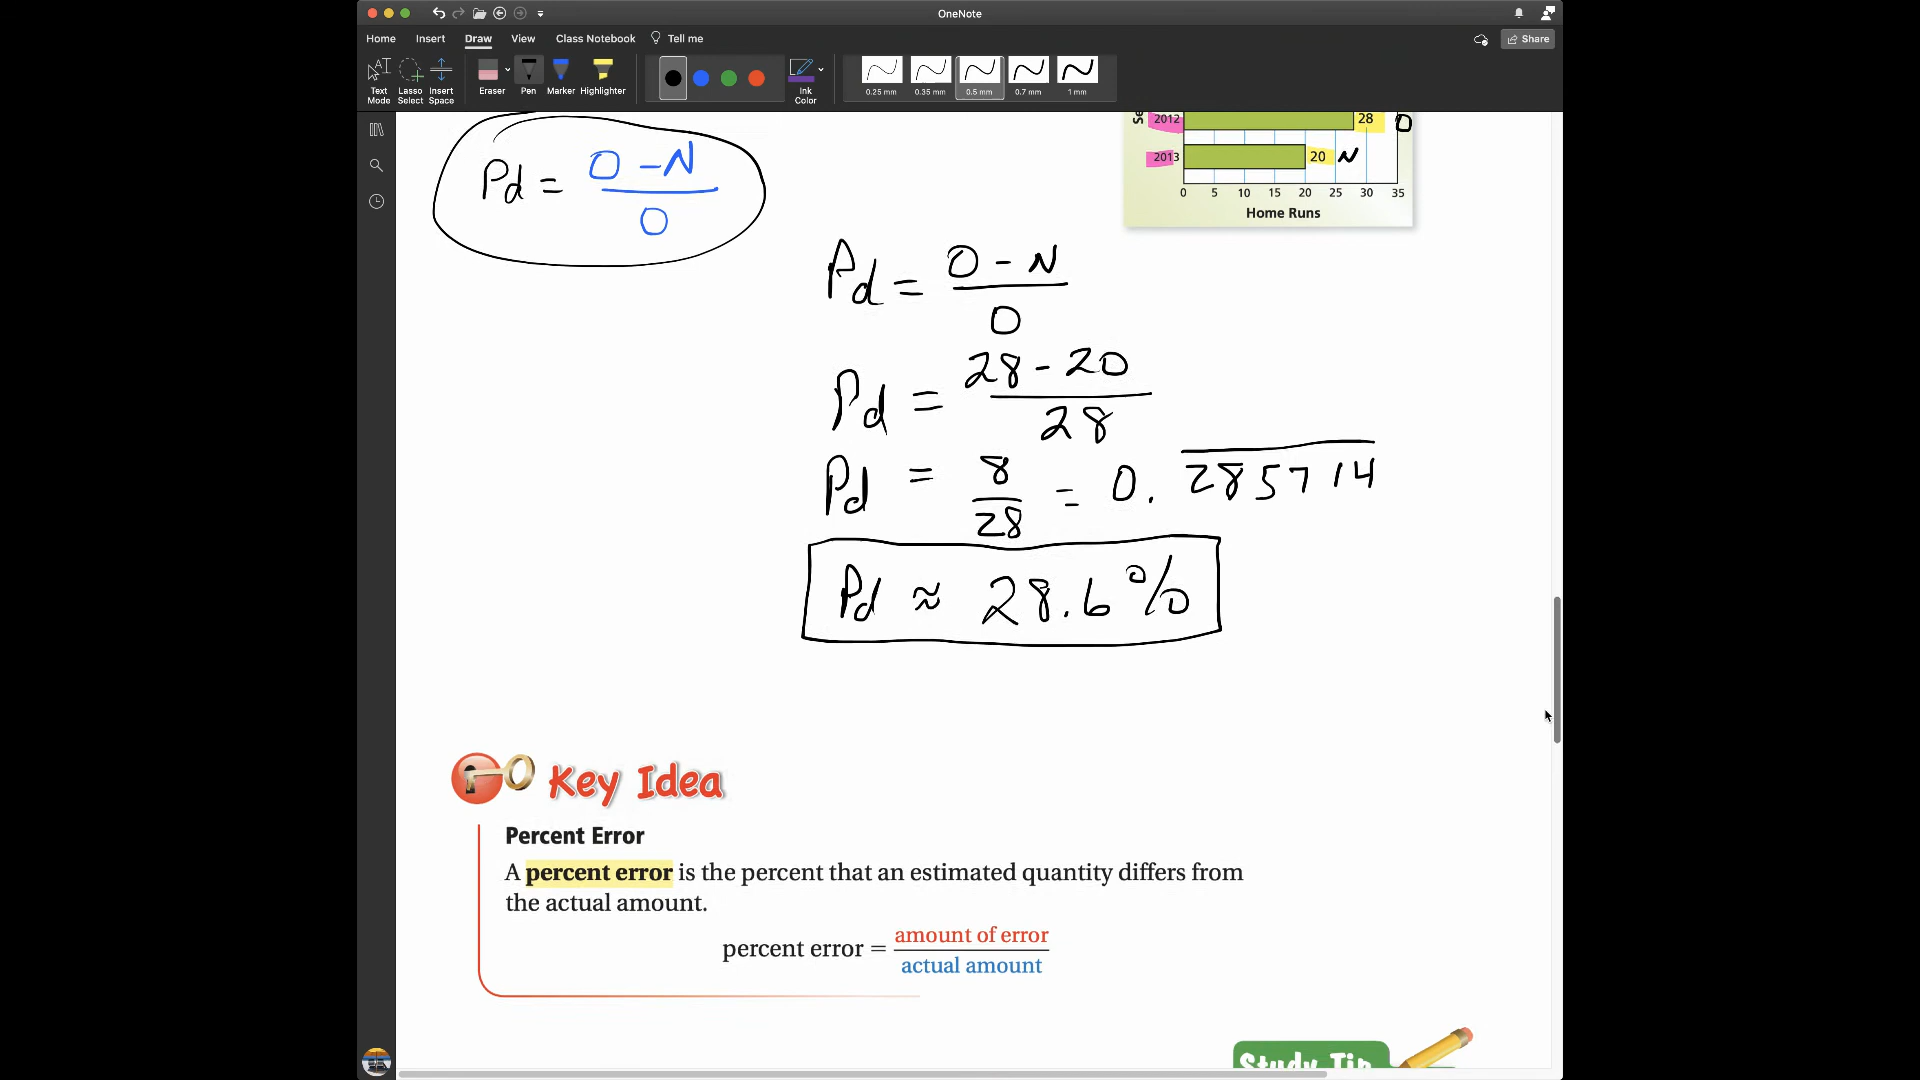 OneNote
Home Insert Draw View Class Notebook Tell me Share
Text Mode Lasso Select Insert Space Eraser Pen Marker Highlighter Ink Color 0.25 mm 0.35 mm 0.5 mm 0.7 mm 1 mm
2012 28 O
2013 20 N
0 5 10 15 20 25 30 35
Home Runs
Pd = O - N
O
Pd = O - N
O
Pd = 28 - 20
28
Pd = 8/28 = 0.285714
Pd ≈ 28.6%
Key Idea
Percent Error
A percent error is the percent that an estimated quantity differs from
the actual amount.
percent error = amount of error
actual amount
Study Tip